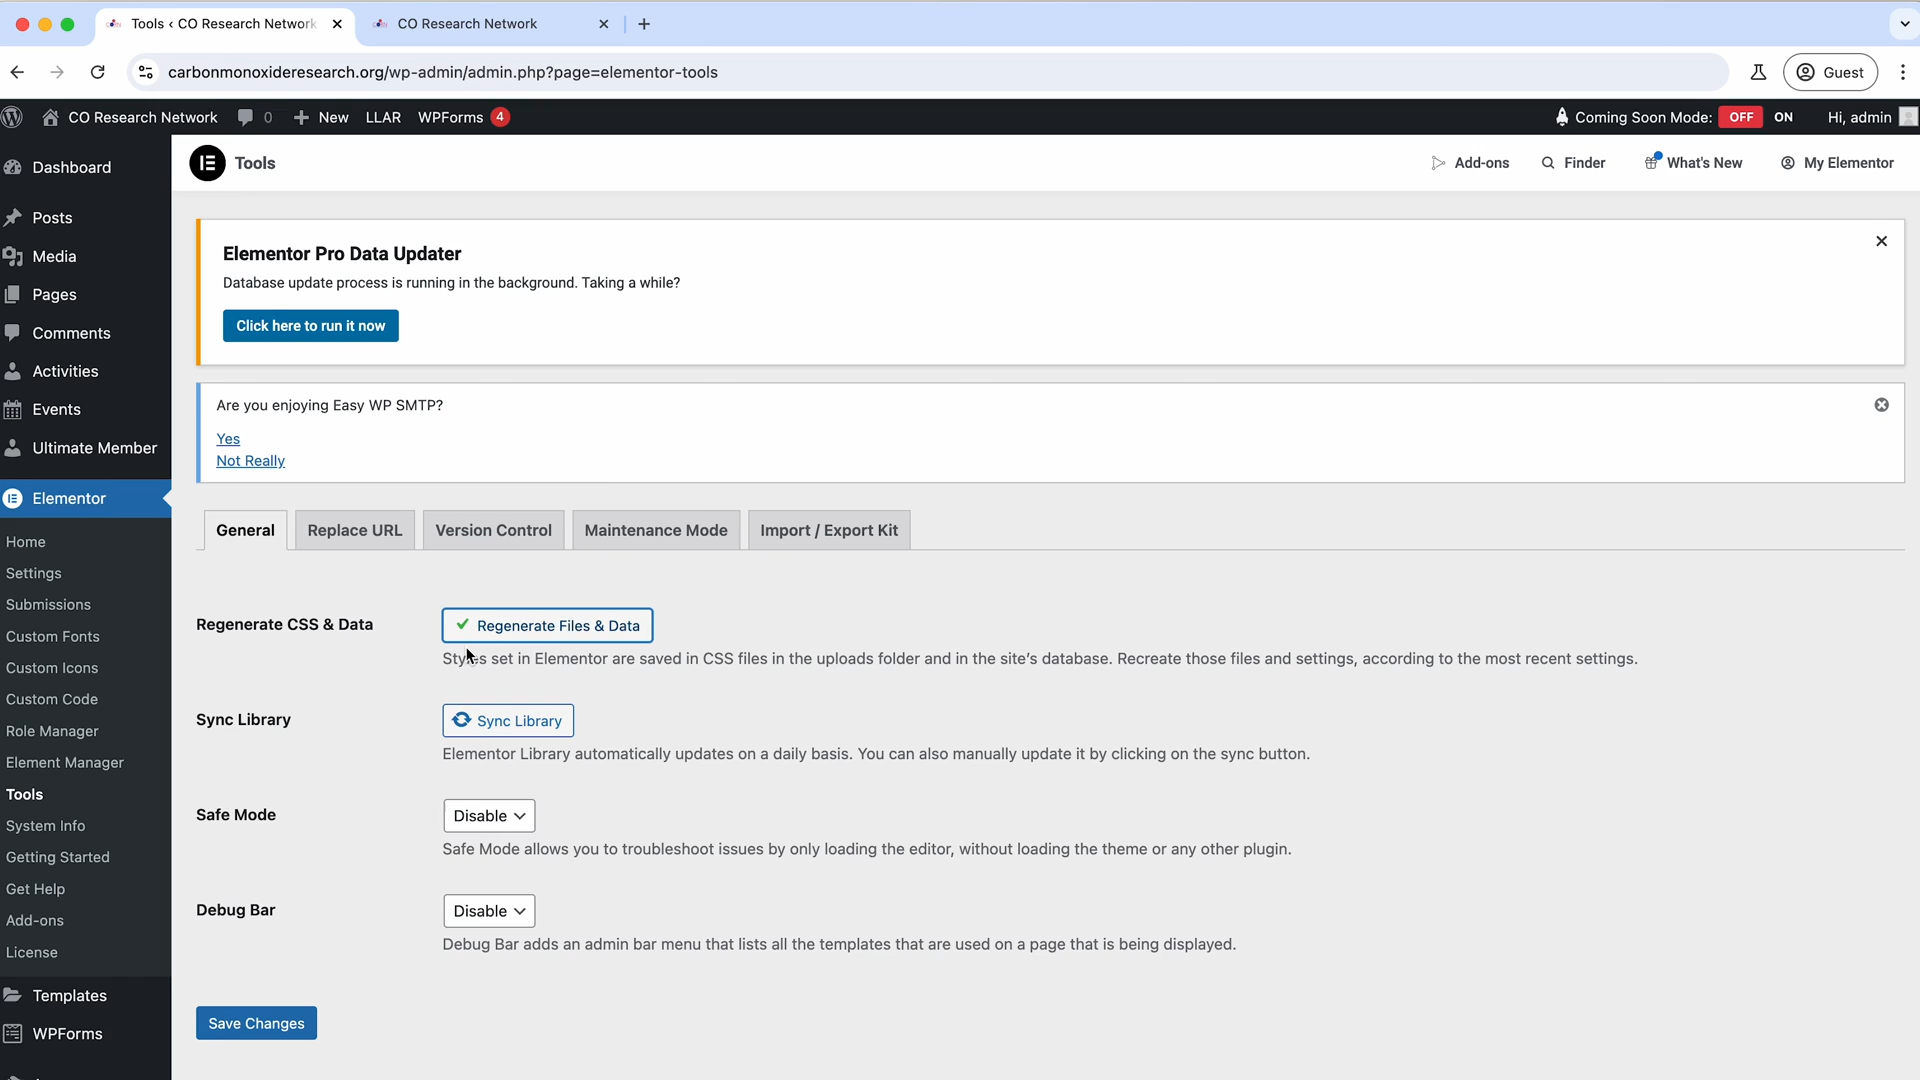 Tools ‹ CO Research Network
CO Research Network
carbonmonoxideresearch.org/wp-admin/admin.php?page=elementor-tools
Guest
CO Research Network
0
New
LLAR
WPForms 4
Coming Soon Mode: OFF ON
Hi, admin
Dashboard
Posts
Media
Pages
Comments
Activities
Events
Ultimate Member
Elementor
Home
Settings
Submissions
Custom Fonts
Custom Icons
Custom Code
Role Manager
Element Manager
Tools
System Info
Getting Started
Get Help
Add-ons
License
Templates
WPForms
Tools
Add-ons
Finder
What's New
My Elementor
Elementor Pro Data Updater
Database update process is running in the background. Taking a while?
Click here to run it now
Are you enjoying Easy WP SMTP?
Yes
Not Really
General
Replace URL
Version Control
Maintenance Mode
Import / Export Kit
Regenerate CSS & Data
Regenerate Files & Data
Styles set in Elementor are saved in CSS files in the uploads folder and in the site's database. Recreate those files and settings, according to the most recent settings.
Sync Library
Sync Library
Elementor Library automatically updates on a daily basis. You can also manually update it by clicking on the sync button.
Safe Mode
Disable
Safe Mode allows you to troubleshoot issues by only loading the editor, without loading the theme or any other plugin.
Debug Bar
Disable
Debug Bar adds an admin bar menu that lists all the templates that are used on a page that is being displayed.
Save Changes